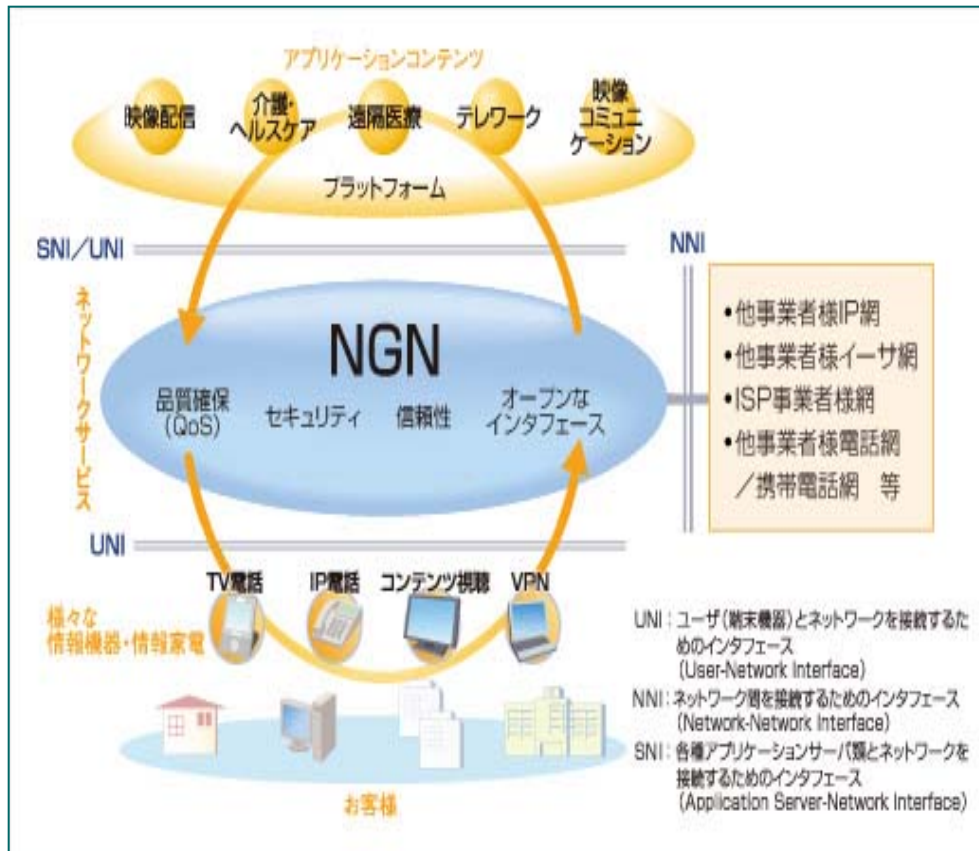 アプリケーションコンテンツ
映像配信
介護・
ヘルスケア
遠隔医療
テレワーク
映像
コミュニ
ケーション
プラットフォーム
SNI/UNI
NNI
ネットワークサービス
NGN
品質確保
(QoS)
セキュリティ
信頼性
オープンな
インタフェース
•他事業者様IP網
•他事業者様イーサ網
•ISP事業者様網
•他事業者様電話網
/携帯電話網 等
UNI
TV電話
IP電話
コンテンツ視聴
VPN
様々な
情報機器・情報家電
お客様
UNI:ユーザ(端末機器)とネットワークを接続するた
めのインタフェース
(User-Network Interface)
NNI:ネットワーク間を接続するためのインタフェース
(Network-Network Interface)
SNI:各種アプリケーションサーバ類とネットワークを
接続するためのインタフェース
(Application Server-Network Interface)